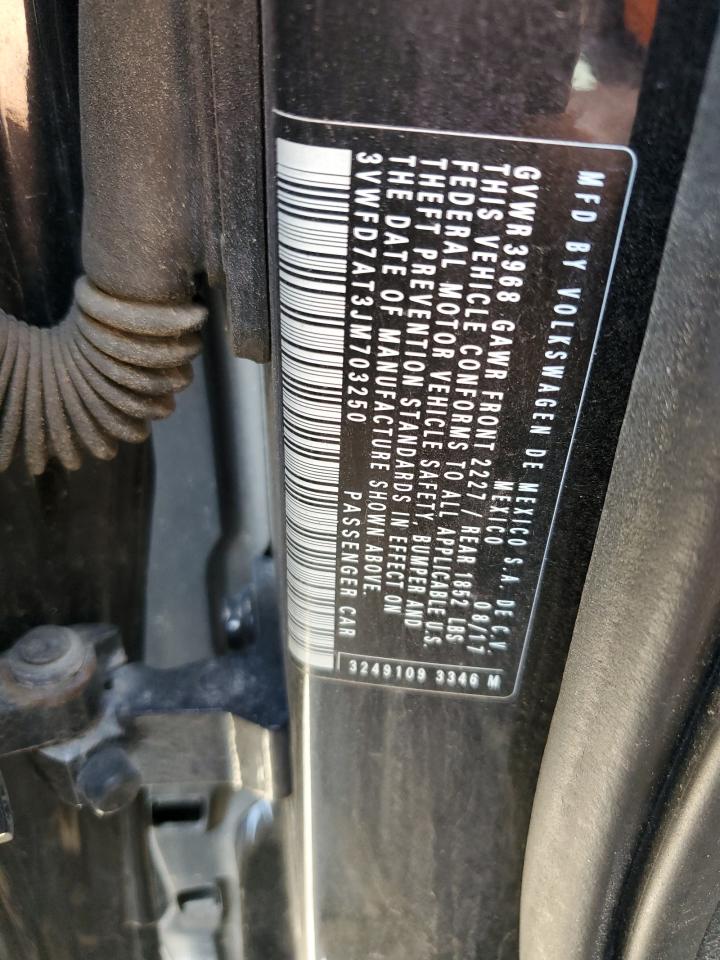 MFD BY VOLKSWAGEN DE MEXICO S.A. DE C.V
MEXICO 08/17
GVWR 3968 GAWR FRONT 2227 / REAR 1852 LBS
THIS VEHICLE CONFORMS TO ALL APPLICABLE U.S.
FEDERAL MOTOR VEHICLE SAFETY, BUMPER AND
THEFT PREVENTION STANDARDS IN EFFECT ON
THE DATE OF MANUFACTURE SHOWN ABOVE.
3VWFD7AT3JM703250 PASSENGER CAR
3249109 3346 M